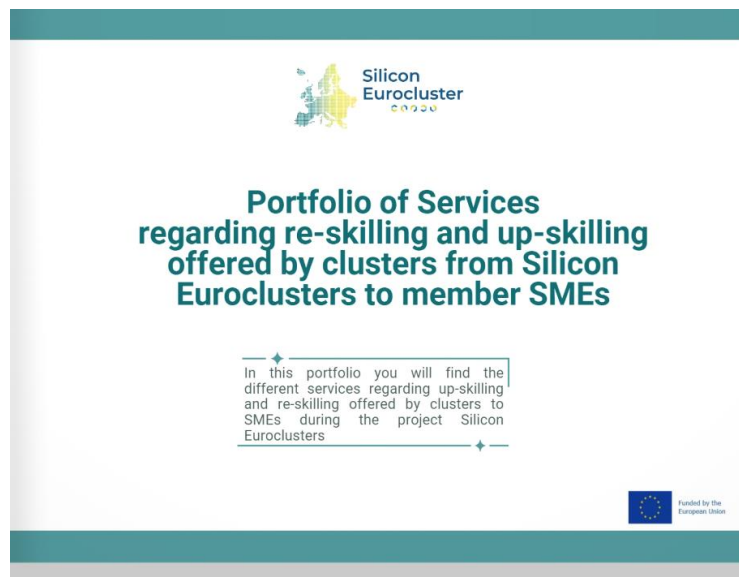 Silicon
Eurocluster
Portfolio of Services
regarding re-skilling and up-skilling
offered by clusters from Silicon
Euroclusters to member SMEs
In this portfolio you will find the
different services regarding up-skilling
and re-skilling offered by clusters to
SMEs during the project Silicon
Euroclusters
Funded by the
European Union